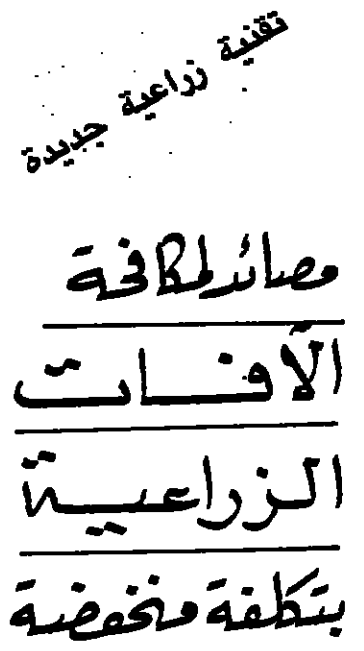 تقنية زراعية جديدة
مصائد لمكافحة
الآفات
الزراعية
بتكلفة منخفضة